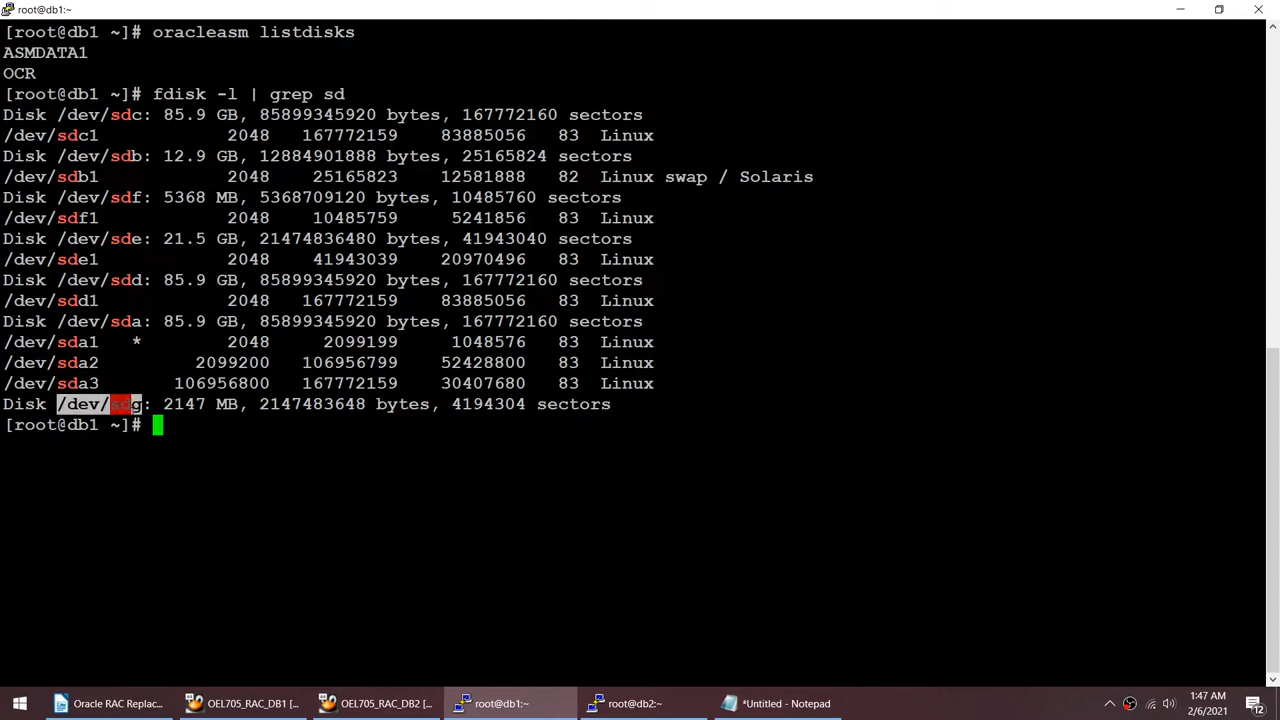 root@db1:~
[root@db1 ~]# oracleasm listdisks
ASMDATA1
OCR
[root@db1 ~]# fdisk -l | grep sd
Disk /dev/sdc: 85.9 GB, 85899345920 bytes, 167772160 sectors
/dev/sdc1 2048 167772159 83885056 83 Linux
Disk /dev/sdb: 12.9 GB, 12884901888 bytes, 25165824 sectors
/dev/sdb1 2048 25165823 12581888 82 Linux swap / Solaris
Disk /dev/sdf: 5368 MB, 5368709120 bytes, 10485760 sectors
/dev/sdf1 2048 10485759 5241856 83 Linux
Disk /dev/sde: 21.5 GB, 21474836480 bytes, 41943040 sectors
/dev/sde1 2048 41943039 20970496 83 Linux
Disk /dev/sdd: 85.9 GB, 85899345920 bytes, 167772160 sectors
/dev/sdd1 2048 167772159 83885056 83 Linux
Disk /dev/sda: 85.9 GB, 85899345920 bytes, 167772160 sectors
/dev/sda1 * 2048 2099199 1048576 83 Linux
/dev/sda2 2099200 106956799 52428800 83 Linux
/dev/sda3 106956800 167772159 30407680 83 Linux
Disk /dev/sdg: 2147 MB, 2147483648 bytes, 4194304 sectors
[root@db1 ~]#
Oracle RAC Replac... OEL705_RAC_DB1 [... OEL705_RAC_DB2 [... root@db1:~ root@db2:~ *Untitled - Notepad 1:47 AM
2/6/2021 12